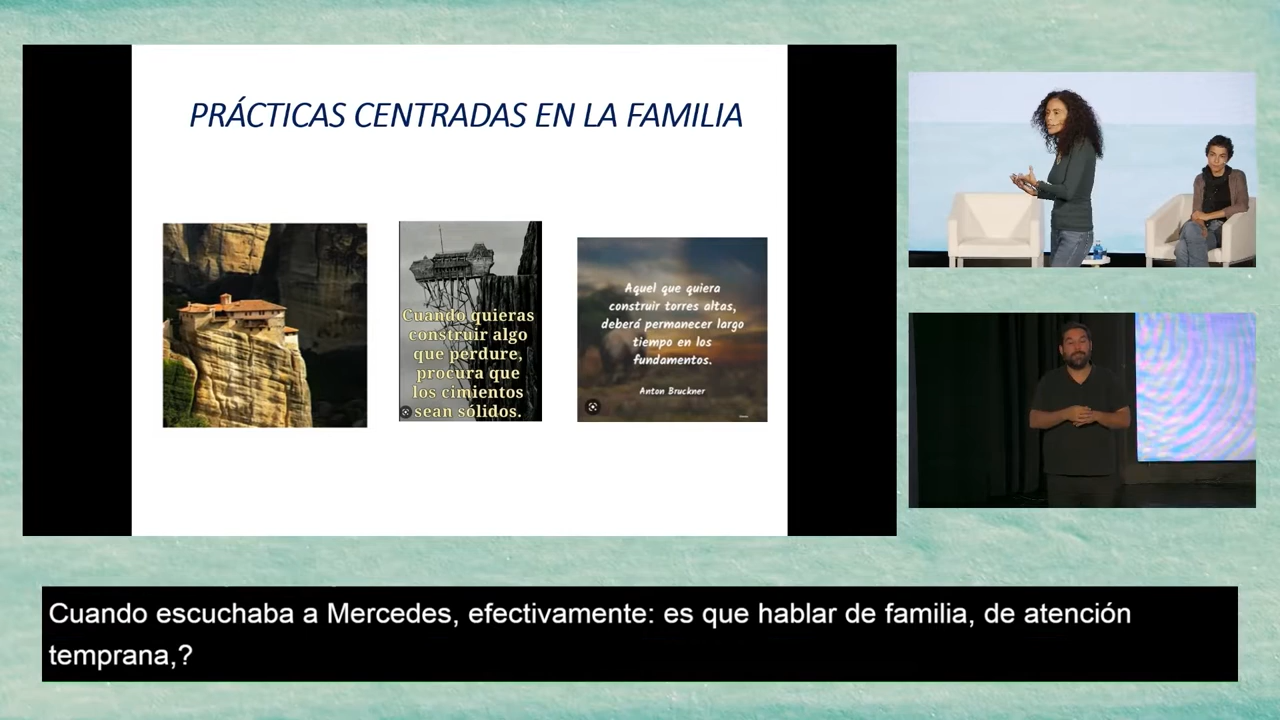 PRÁCTICAS CENTRADAS EN LA FAMILIA
Cuando quieras
construir algo
que perdure,
procura que
los cimientos
sean sólidos.
Aquel que quiera
construir torres altas,
deberá permanecer largo
tiempo en los
fundamentos.
Anton Bruckner
Cuando escuchaba a Mercedes, efectivamente: es que hablar de familia, de atención
temprana,?